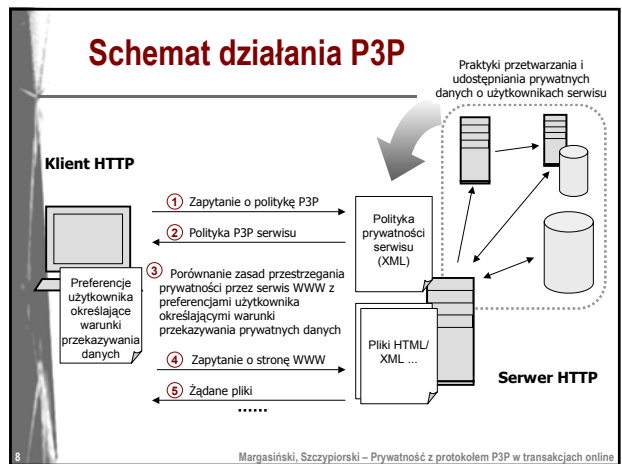 Schemat działania P3P
Praktyki przetwarzania i
udostępniania prywatnych
danych o użytkownikach serwisu
Klient HTTP
1 Zapytanie o politykę P3P
2 Polityka P3P serwisu
Polityka
prywatności
serwisu
(XML)
Preferencje
użytkownika
określające
warunki
przekazywania
danych
3 Porównanie zasad przestrzegania
prywatności przez serwis WWW z
preferencjami użytkownika
określającymi warunki
przekazywania prywatnych danych
Pliki HTML/
XML ...
4 Zapytanie o stronę WWW
5 Żądane pliki
......
Serwer HTTP
8
Margasiński, Szczypiorski – Prywatność z protokołem P3P w transakcjach online